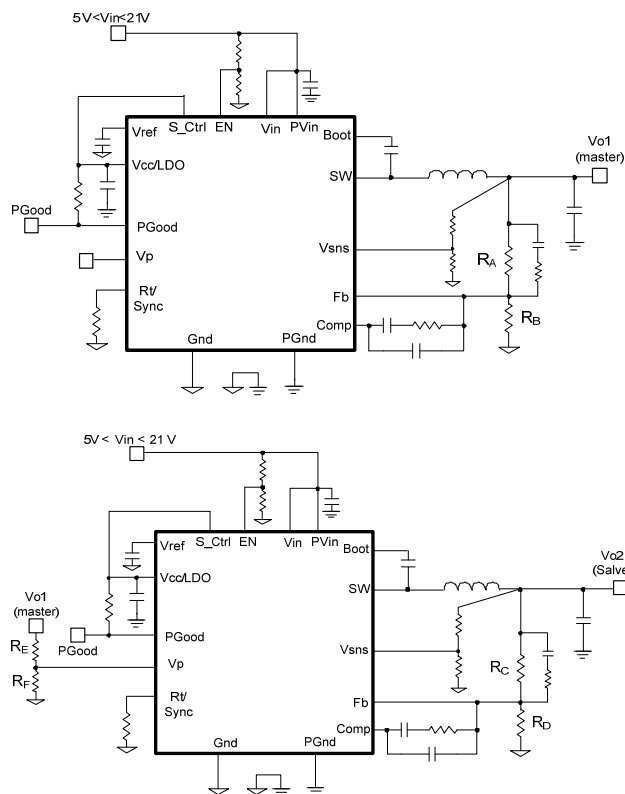 5V<Vin<21V
S_Ctrl EN Vin PVin
Vref
Boot
Vo1
(master)
Vcc/LDO
SW
PGood
PGood
Vsns
RA
Vp
Rt/
Sync
Fb
Comp
RB
Gnd
PGnd
5V < Vin < 21 V
S_Ctrl EN Vin PVin
Vref
Boot
Vo2
(Salve
Vcc/LDO
SW
Vo1
(master)
RE
PGood
PGood
Vsns
RC
RF
Vp
Rt/
Sync
Fb
Comp
RD
Gnd
PGnd